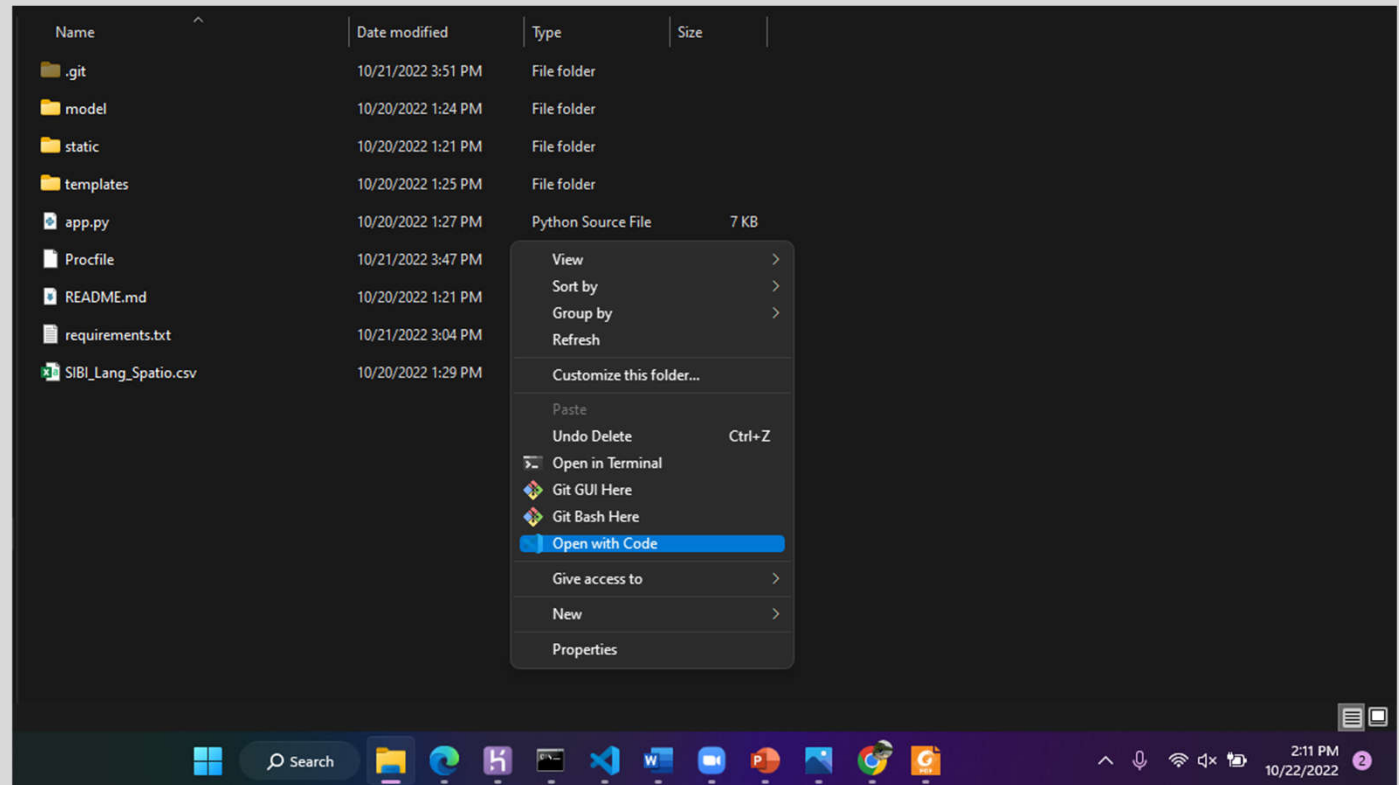 Name Date modified Type Size
.git 10/21/2022 3:51 PM File folder
model 10/20/2022 1:24 PM File folder
static 10/20/2022 1:21 PM File folder
templates 10/20/2022 1:25 PM File folder
app.py 10/20/2022 1:27 PM Python Source File 7 KB
Procfile 10/21/2022 3:47 PM
README.md 10/20/2022 1:21 PM
requirements.txt 10/21/2022 3:04 PM
SIBI_Lang_Spatio.csv 10/20/2022 1:29 PM
View
Sort by
Group by
Refresh
Customize this folder...
Paste
Undo Delete Ctrl+Z
Open in Terminal
Git GUI Here
Git Bash Here
Open with Code
Give access to
New
Properties
Search
2:11 PM
10/22/2022
2